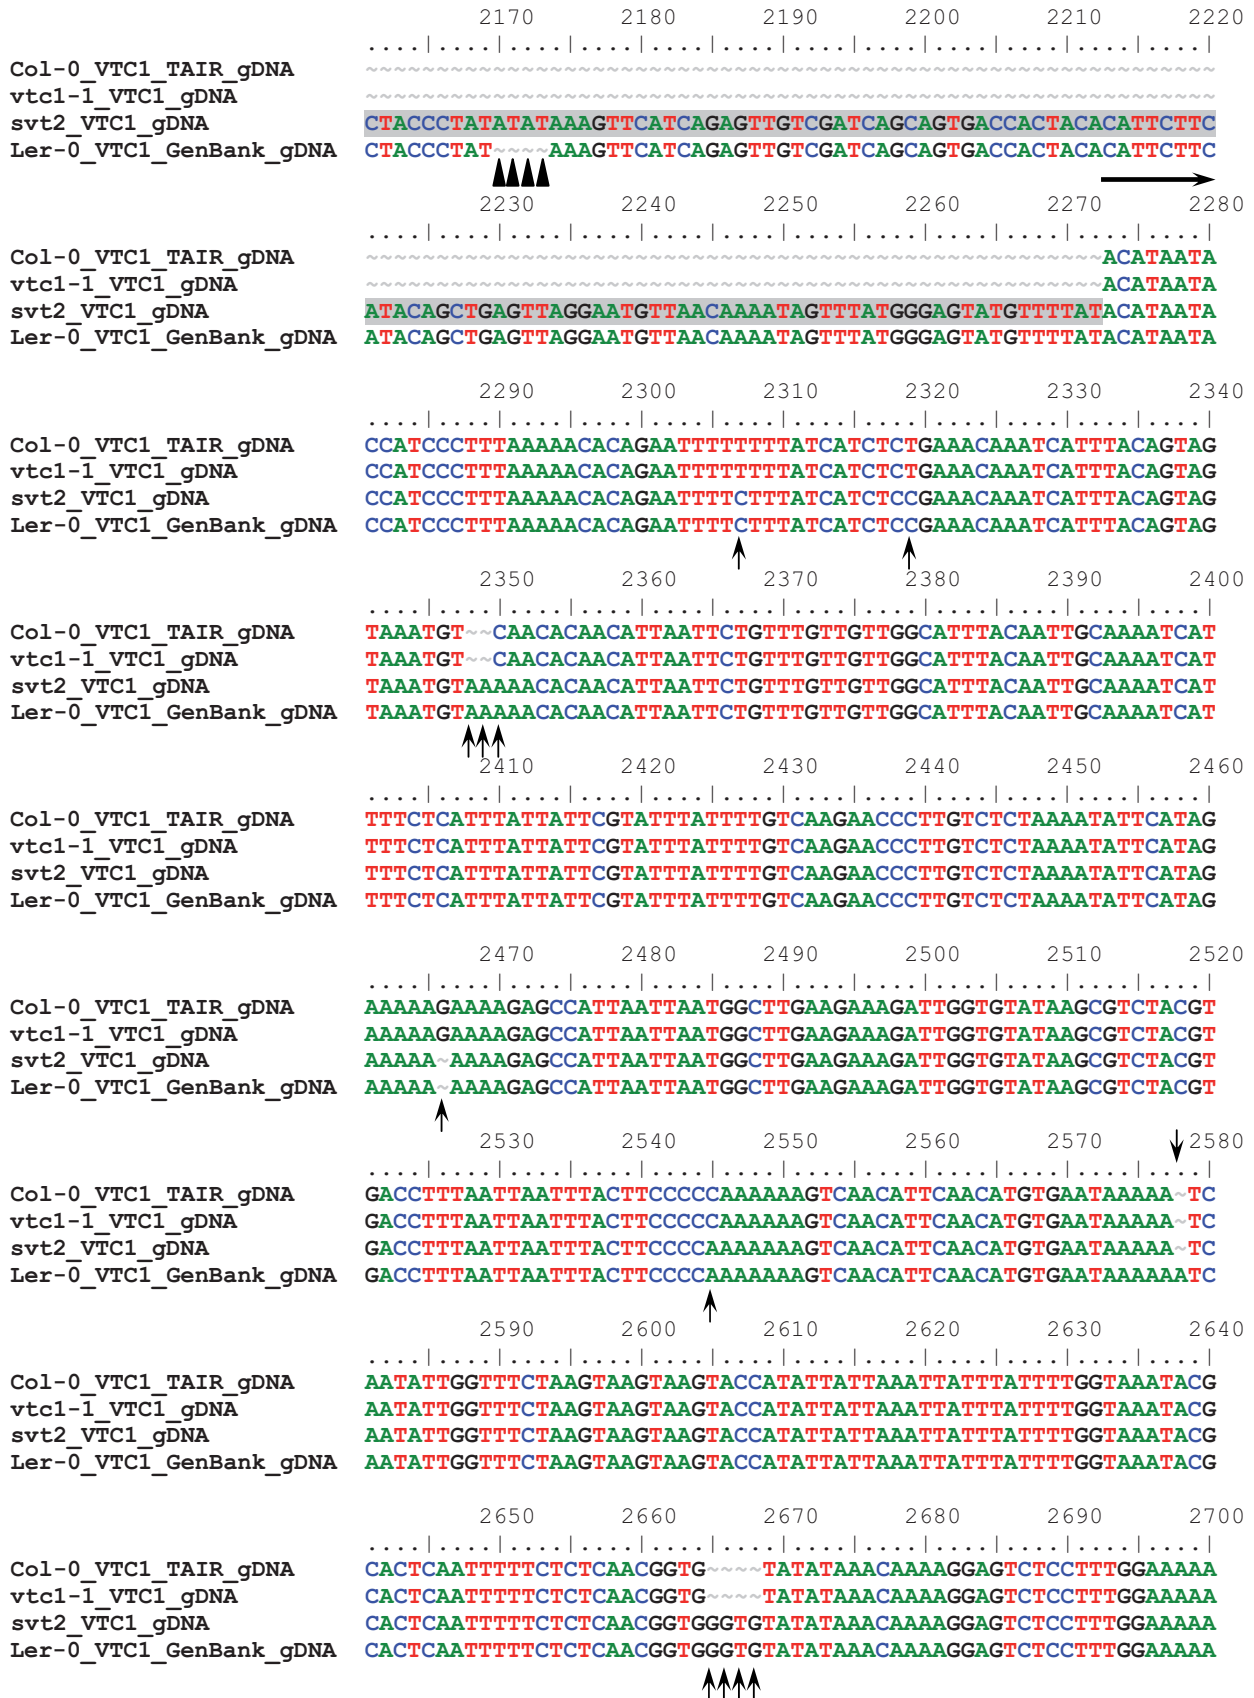 2170 2180 2190 2200 2212 2220
....|....|....|....|....|....|....|....|....|....|....|....|
Col-0_VTC1_TAIR_gDNA ~~~~~~~~~~~~~~~~~~~~~~~~~~~~~~~~~~~~~~~~~~~~~~~~~~~~~~~~~~~~
vtc1-1_VTC1_gDNA ~~~~~~~~~~~~~~~~~~~~~~~~~~~~~~~~~~~~~~~~~~~~~~~~~~~~~~~~~~~~
svt2_VTC1_gDNA CTACCCTATATATAAAGTTCATCAGAGTTGTCGATCAGCAGTGACCACTACACATTCTTC
Ler-0_VTC1_GenBank_gDNA CTACCCTAT~~~~AAAGTTCATCAGAGTTGTCGATCAGCAGTGACCACTACACATTCTTC
2230 2240 2250 2260 2272 2280
....|....|....|....|....|....|....|....|....|....|....|....|
Col-0_VTC1_TAIR_gDNA ~~~~~~~~~~~~~~~~~~~~~~~~~~~~~~~~~~~~~~~~~~~~~~~~~~~~ACATAATA
vtc1-1_VTC1_gDNA ~~~~~~~~~~~~~~~~~~~~~~~~~~~~~~~~~~~~~~~~~~~~~~~~~~~~ACATAATA
svt2_VTC1_gDNA ATACAGCTGAGTTAGGAATGTTAACAAAATAGTTTATGGGAGTATGTTTTATACATAATA
Ler-0_VTC1_GenBank_gDNA ATACAGCTGAGTTAGGAATGTTAACAAAATAGTTTATGGGAGTATGTTTTATACATAATA
2290 2300 2310 2320 2330 2340
....|....|....|....|....|....|....|....|....|....|....|....|
Col-0_VTC1_TAIR_gDNA CCATCCCTTTAAAAACACAGAATTTTTTTTATCATCTCTGAAACAAATCATTTACAGTAG
vtc1-1_VTC1_gDNA CCATCCCTTTAAAAACACAGAATTTTTTTTATCATCTCTGAAACAAATCATTTACAGTAG
svt2_VTC1_gDNA CCATCCCTTTAAAAACACAGAATTTTCTTTATCATCTCCGAAACAAATCATTTACAGTAG
Ler-0_VTC1_GenBank_gDNA CCATCCCTTTAAAAACACAGAATTTTCTTTATCATCTCCGAAACAAATCATTTACAGTAG
2350 2360 2370 2380 2392 2400
....|....|....|....|....|....|....|....|....|....|....|....|
Col-0_VTC1_TAIR_gDNA TAAATGT~~CAACACAACATTAATTCTGTTTGTTGTTGGCATTTACAATTGCAAAATCAT
vtc1-1_VTC1_gDNA TAAATGT~~CAACACAACATTAATTCTGTTTGTTGTTGGCATTTACAATTGCAAAATCAT
svt2_VTC1_gDNA TAAATGTAAAAACACAACATTAATTCTGTTTGTTGTTGGCATTTACAATTGCAAAATCAT
Ler-0_VTC1_GenBank_gDNA TAAATGTAAAAACACAACATTAATTCTGTTTGTTGTTGGCATTTACAATTGCAAAATCAT
2410 2420 2430 2440 2450 2460
....|....|....|....|....|....|....|....|....|....|....|....|
Col-0_VTC1_TAIR_gDNA TTTCTCATTTATTATTCGTATTTATTTTGTCAAGAACCCTTGTCTCTAAAATATTCATAG
vtc1-1_VTC1_gDNA TTTCTCATTTATTATTCGTATTTATTTTGTCAAGAACCCTTGTCTCTAAAATATTCATAG
svt2_VTC1_gDNA TTTCTCATTTATTATTCGTATTTATTTTGTCAAGAACCCTTGTCTCTAAAATATTCATAG
Ler-0_VTC1_GenBank_gDNA TTTCTCATTTATTATTCGTATTTATTTTGTCAAGAACCCTTGTCTCTAAAATATTCATAG
2470 2480 2490 2500 2512 2520
....|....|....|....|....|....|....|....|....|....|....|....|
Col-0_VTC1_TAIR_gDNA AAAAAGAAAAGAGCCATTAATTAATGGCTTGAAGAAAGATTGGTGTATAAGCGTCTACGT
vtc1-1_VTC1_gDNA AAAAAGAAAAGAGCCATTAATTAATGGCTTGAAGAAAGATTGGTGTATAAGCGTCTACGT
svt2_VTC1_gDNA AAAAA~AAAAGAGCCATTAATTAATGGCTTGAAGAAAGATTGGTGTATAAGCGTCTACGT
Ler-0_VTC1_GenBank_gDNA AAAAA~AAAAGAGCCATTAATTAATGGCTTGAAGAAAGATTGGTGTATAAGCGTCTACGT
2530 2540 2550 2560 2572 2580
....|....|....|....|....|....|....|....|....|....|....|....|
Col-0_VTC1_TAIR_gDNA GACCTTTAATTAATTTACTTCCCCCAAAAAAGTCAACATTCAACATGTGAATAAAAA~TC
vtc1-1_VTC1_gDNA GACCTTTAATTAATTTACTTCCCCCAAAAAAGTCAACATTCAACATGTGAATAAAAA~TC
svt2_VTC1_gDNA GACCTTTAATTAATTTACTTCCCCAAAAAAAGTCAACATTCAACATGTGAATAAAAA~TC
Ler-0_VTC1_GenBank_gDNA GACCTTTAATTAATTTACTTCCCCAAAAAAAGTCAACATTCAACATGTGAATAAAAAATC
2590 2600 2610 2620 2630 2640
....|....|....|....|....|....|....|....|....|....|....|....|
Col-0_VTC1_TAIR_gDNA AATATTGGTTTCTAAGTAAGTAAGTACCATATTATTAAATTATTTATTTTGGTAAATACG
vtc1-1_VTC1_gDNA AATATTGGTTTCTAAGTAAGTAAGTACCATATTATTAAATTATTTATTTTGGTAAATACG
svt2_VTC1_gDNA AATATTGGTTTCTAAGTAAGTAAGTACCATATTATTAAATTATTTATTTTGGTAAATACG
Ler-0_VTC1_GenBank_gDNA AATATTGGTTTCTAAGTAAGTAAGTACCATATTATTAAATTATTTATTTTGGTAAATACG
2650 2660 2670 2680 2690 2700
....|....|....|....|....|....|....|....|....|....|....|....|
Col-0_VTC1_TAIR_gDNA CACTCAATTTTTCTCTCAACGGTG~~~~TATATAAACAAAAGGAGTCTCCTTTGGAAAAA
vtc1-1_VTC1_gDNA CACTCAATTTTTCTCTCAACGGTG~~~~TATATAAACAAAAGGAGTCTCCTTTGGAAAAA
svt2_VTC1_gDNA CACTCAATTTTTCTCTCAACGGTGGGTGTATATAAACAAAAGGAGTCTCCTTTGGAAAAA
Ler-0_VTC1_GenBank_gDNA CACTCAATTTTTCTCTCAACGGTGGGTGTATATAAACAAAAGGAGTCTCCTTTGGAAAAA